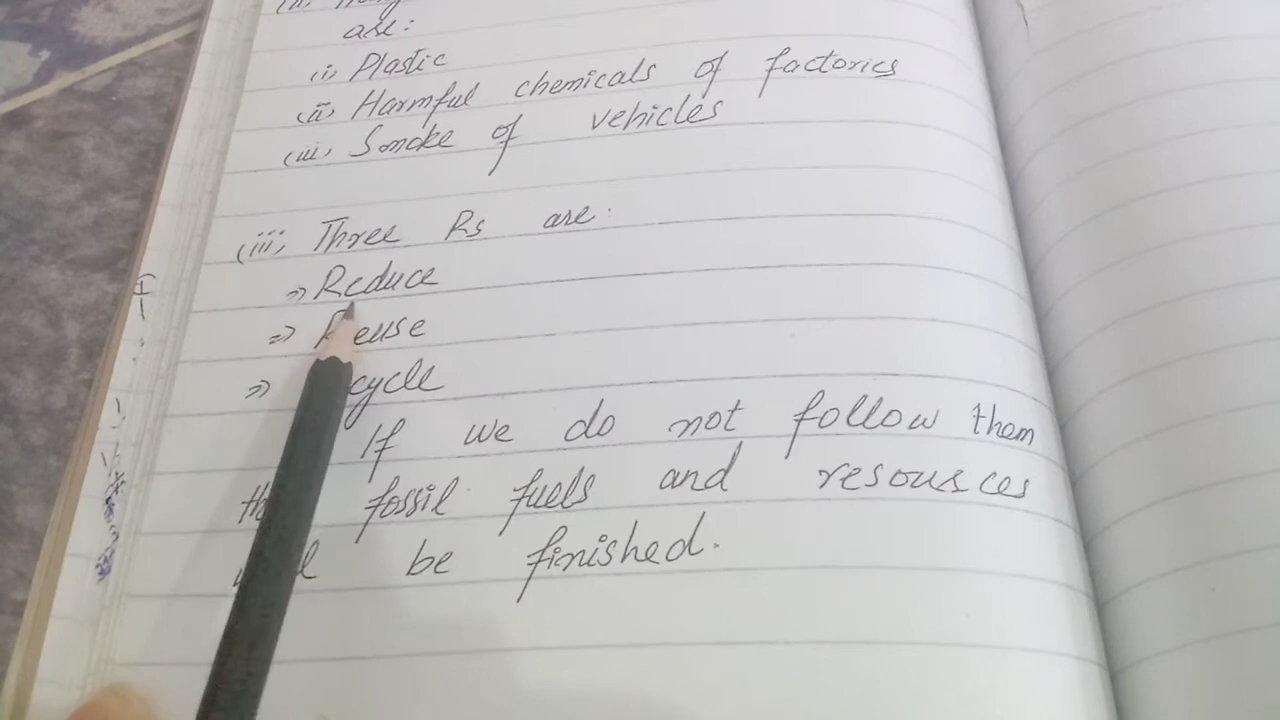 are:
(i) Plastic
(ii) Harmful chemicals of factories
(iii) Smoke of vehicles
(iii) Three Rs are:
⇒ Reduce
⇒ Reuse
⇒ cycle
If we do not follow them
fossil fuels and resources
be finished.